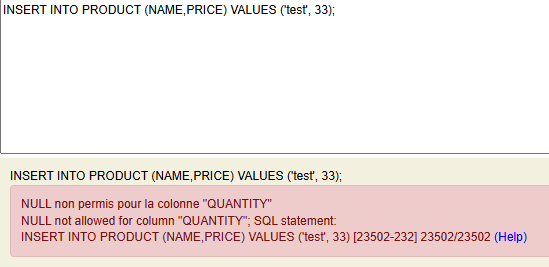 INSERT INTO PRODUCT (NAME,PRICE) VALUES ('test', 33);
INSERT INTO PRODUCT (NAME,PRICE) VALUES ('test', 33);
NULL non permis pour la colonne "QUANTITY"
NULL not allowed for column "QUANTITY"; SQL statement:
INSERT INTO PRODUCT (NAME,PRICE) VALUES ('test', 33) [23502-232] 23502/23502 (Help)